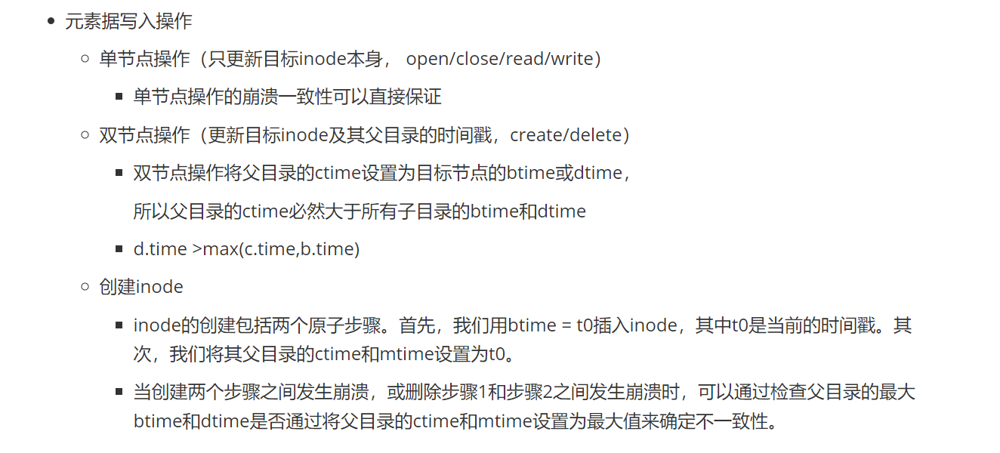 元素据写入操作
单节点操作（只更新目标inode本身， open/close/read/write）
单节点操作的崩溃一致性可以直接保证
双节点操作（更新目标inode及其父目录的时间戳，create/delete）
双节点操作将父目录的ctime设置为目标节点的btime或dtime，
所以父目录的ctime必然大于所有子目录的btime和dtime
d.time >max(c.time,b.time)
创建inode
inode的创建包括两个原子步骤。首先，我们用btime = t0插入inode，其中t0是当前的时间戳。其
次，我们将其父目录的ctime和mtime设置为t0。
当创建两个步骤之间发生崩溃，或删除步骤1和步骤2之间发生崩溃时，可以通过检查父目录的最大
btime和dtime是否通过将父目录的ctime和mtime设置为最大值来确定不一致性。